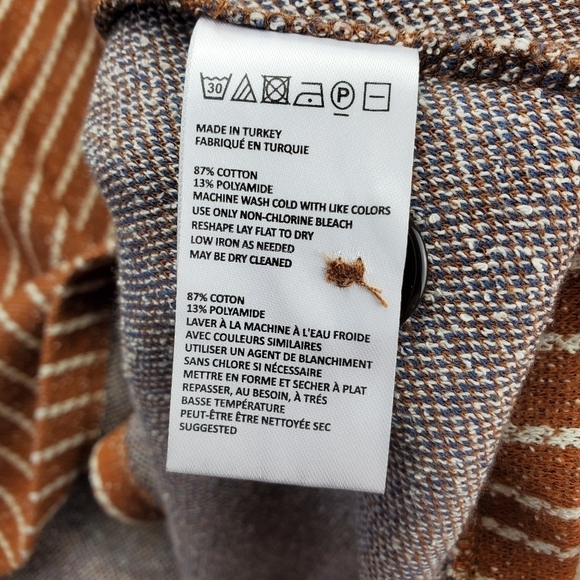 30 P
MADE IN TURKEY
FABRIQUÉ EN TURQUIE
87% COTTON
13% POLYAMIDE
MACHINE WASH COLD WITH LIKE COLORS
USE ONLY NON-CHLORINE BLEACH
RESHAPE LAY FLAT TO DRY
LOW IRON AS NEEDED
MAY BE DRY CLEANED
87% COTON
13% POLYAMIDE
LAVER À LA MACHINE À L'EAU FROIDE
AVEC COULEURS SIMILAIRES
UTILISER UN AGENT DE BLANCHIMENT
SANS CHLORE SI NÉCESSAIRE
METTRE EN FORME ET SECHER À PLAT
REPASSER, AU BESOIN, À TRÉS
BASSE TEMPÉRATURE
PEUT-ÊTRE ÊTRE NETTOYÉE SEC
SUGGESTED